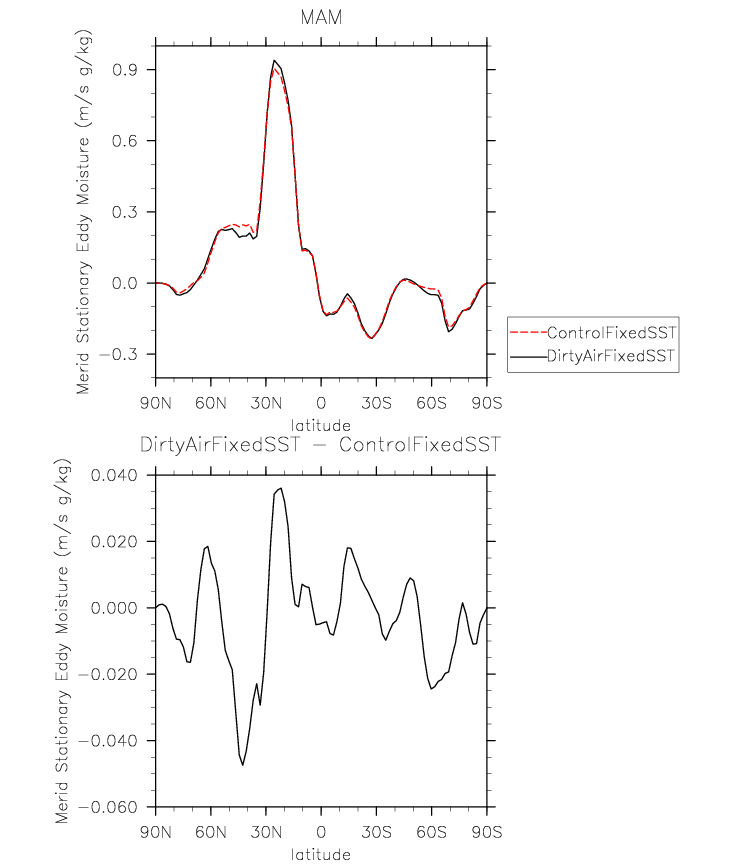 MAM
Merid Stationary Eddy Moisture (m/s g/kg)
0.9
0.6
0.3
0.0
−0.3
90N 60N 30N 0 30S 60S 90S
latitude
ControlFixedSST
DirtyAirFixedSST
DirtyAirFixedSST − ControlFixedSST
Merid Stationary Eddy Moisture (m/s g/kg)
0.040
0.020
0.000
−0.020
−0.040
−0.060
90N 60N 30N 0 30S 60S 90S
latitude